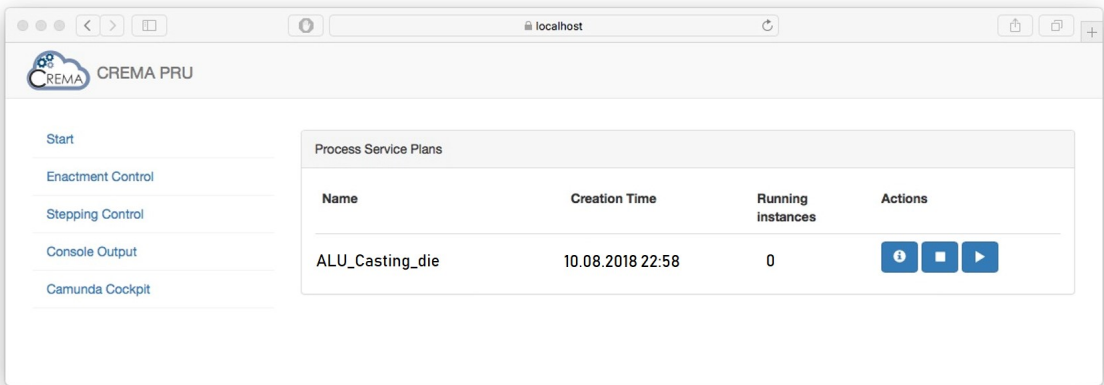 localhost
CREMA CREMA PRU
Start
Enactment Control
Stepping Control
Console Output
Camunda Cockpit
Process Service Plans
Name Creation Time Running instances Actions
ALU_Casting_die 10.08.2018 22:58 0